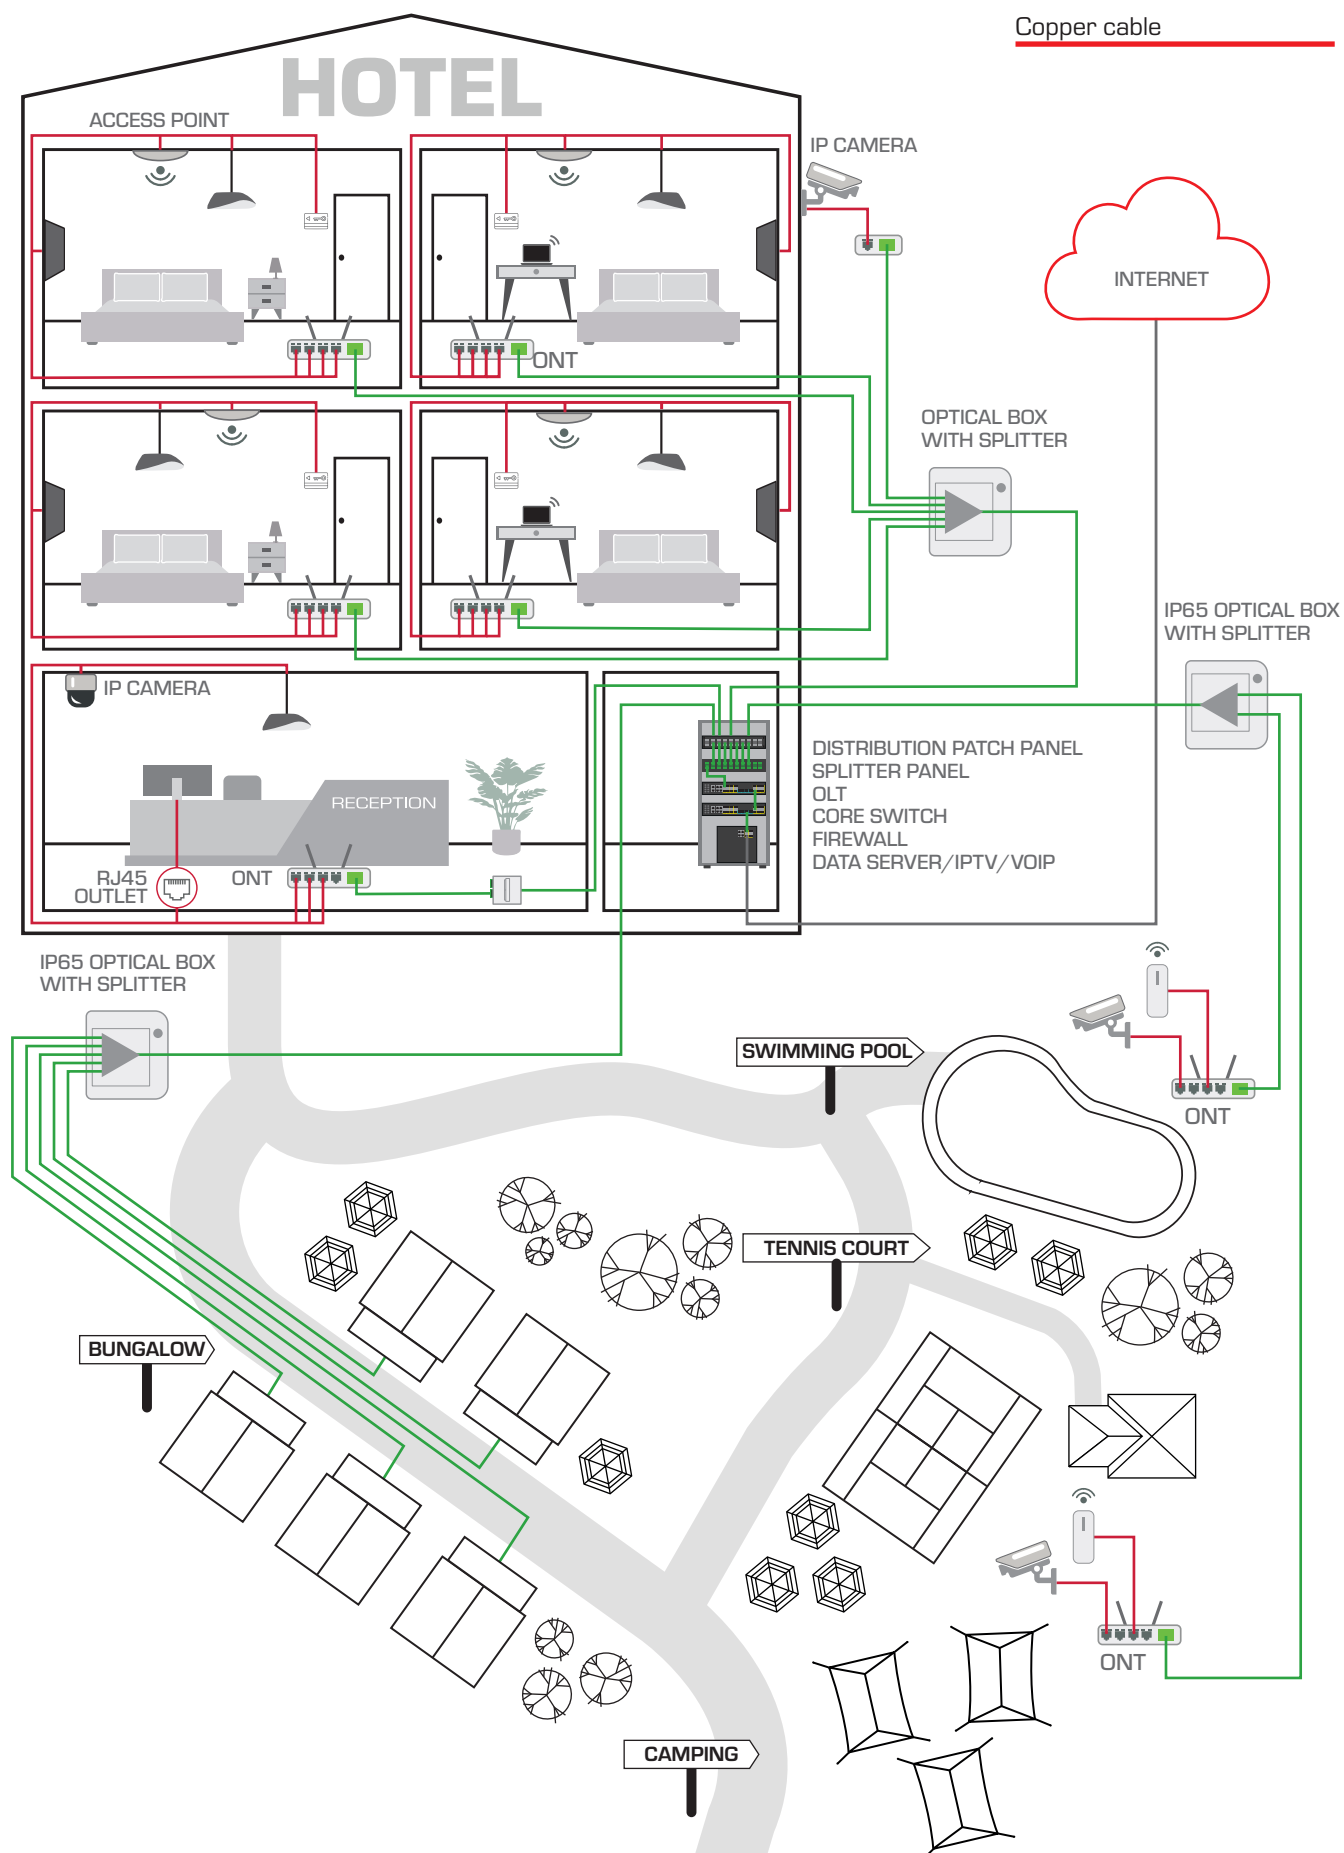 Copper cable
HOTEL
ACCESS POINT
IP CAMERA
INTERNET
ONT
OPTICAL BOX
WITH SPLITTER
IP65 OPTICAL BOX
WITH SPLITTER
IP CAMERA
DISTRIBUTION PATCH PANEL
SPLITTER PANEL
OLT
CORE SWITCH
FIREWALL
DATA SERVER/IPTV/VOIP
RECEPTION
RJ45
OUTLET
ONT
IP65 OPTICAL BOX
WITH SPLITTER
SWIMMING POOL
ONT
TENNIS COURT
BUNGALOW
ONT
CAMPING